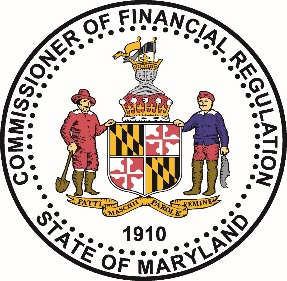 COMMISSIONER OF FINANCIAL REGULATION
FATTI MASCHII PAROLE FEMINE
1910
STATE OF MARYLAND